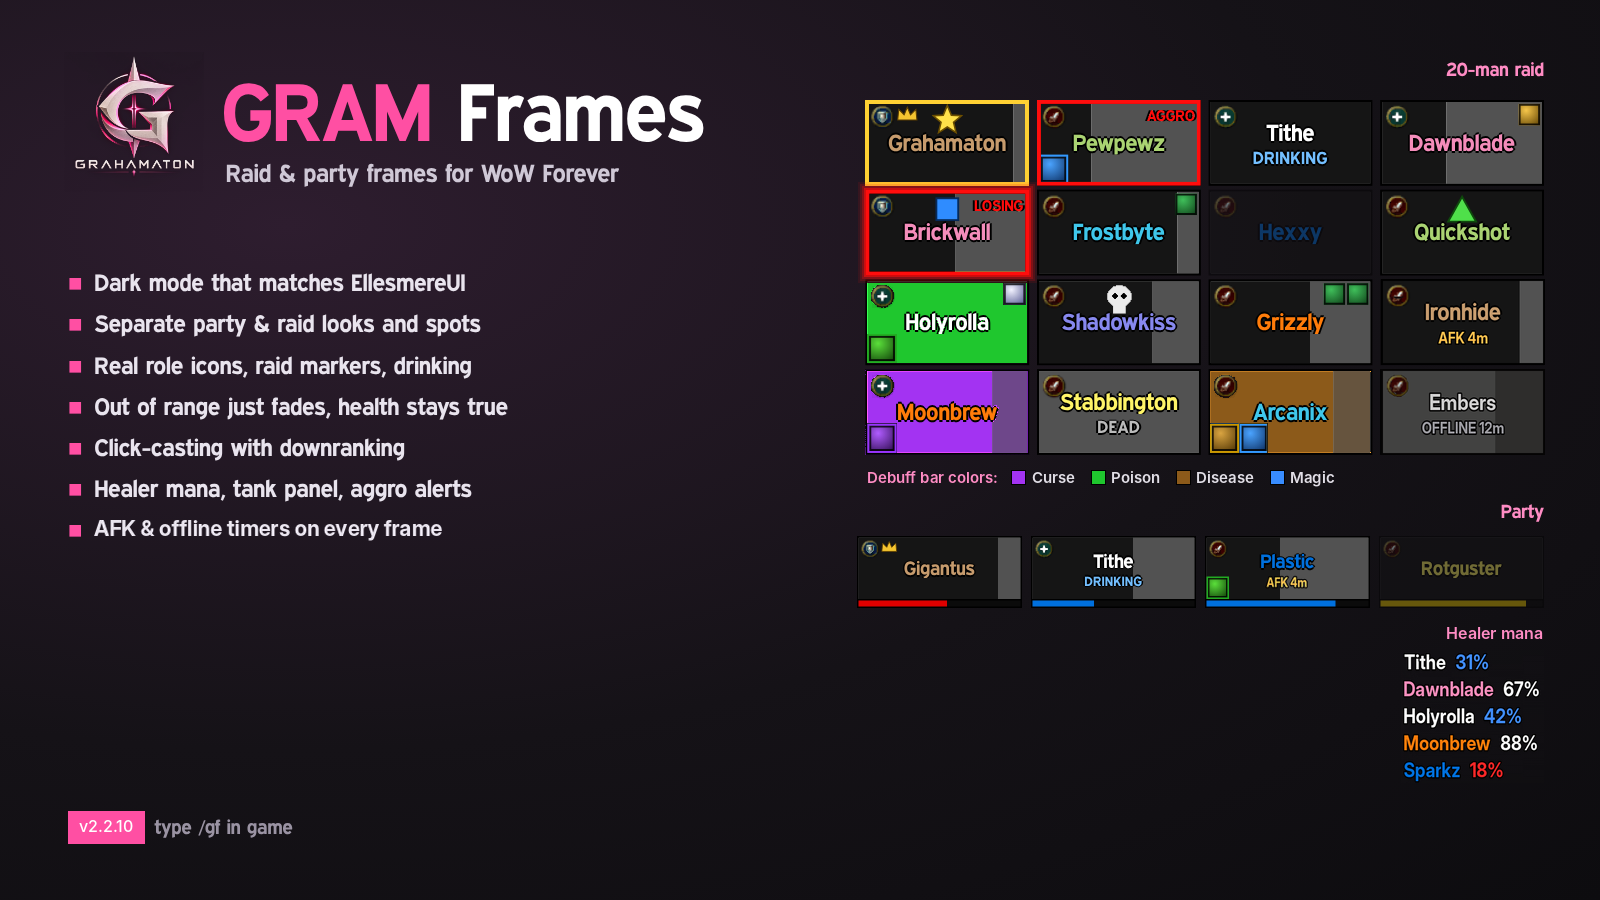 GRAHAMATON
GRAM Frames
Raid & party frames for WoW Forever
Dark mode that matches EllesmereUI
Separate party & raid looks and spots
Real role icons, raid markers, drinking
Out of range just fades, health stays true
Click-casting with downranking
Healer mana, tank panel, aggro alerts
AFK & offline timers on every frame
v2.2.10 type /gf in game
20-man raid
Grahamaton
AGGRO
Pewpewz
Tithe
DRINKING
Dawnblade
LOSING
Brickwall
Frostbyte
Hexxy
Quickshot
Holyrolla
Shadowkiss
Grizzly
Ironhide
AFK 4m
Moonbrew
Stabbington
DEAD
Arcanix
Embers
OFFLINE 12m
Debuff bar colors: Curse Poison Disease Magic
Party
Gigantus
Tithe
DRINKING
Plastic
AFK 4m
Rotguster
Healer mana
Tithe 31%
Dawnblade 67%
Holyrolla 42%
Moonbrew 88%
Sparkz 18%